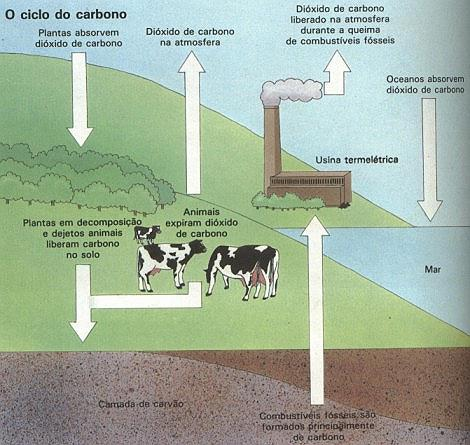 O ciclo do carbono
Plantas absorvem
dióxido de carbono
Dióxido de carbono
na atmosfera
Dióxido de carbono
liberado na atmosfera
durante a queima
de combustíveis fósseis
Oceanos absorvem
dióxido de carbono
Usina termelétrica
Plantas em decomposição
e dejetos animais
liberam carbono
no solo
Animais
expiram dióxido
de carbono
Mar
Camada de carvão
Combustíveis fósseis são
formados principalmente
de carbono